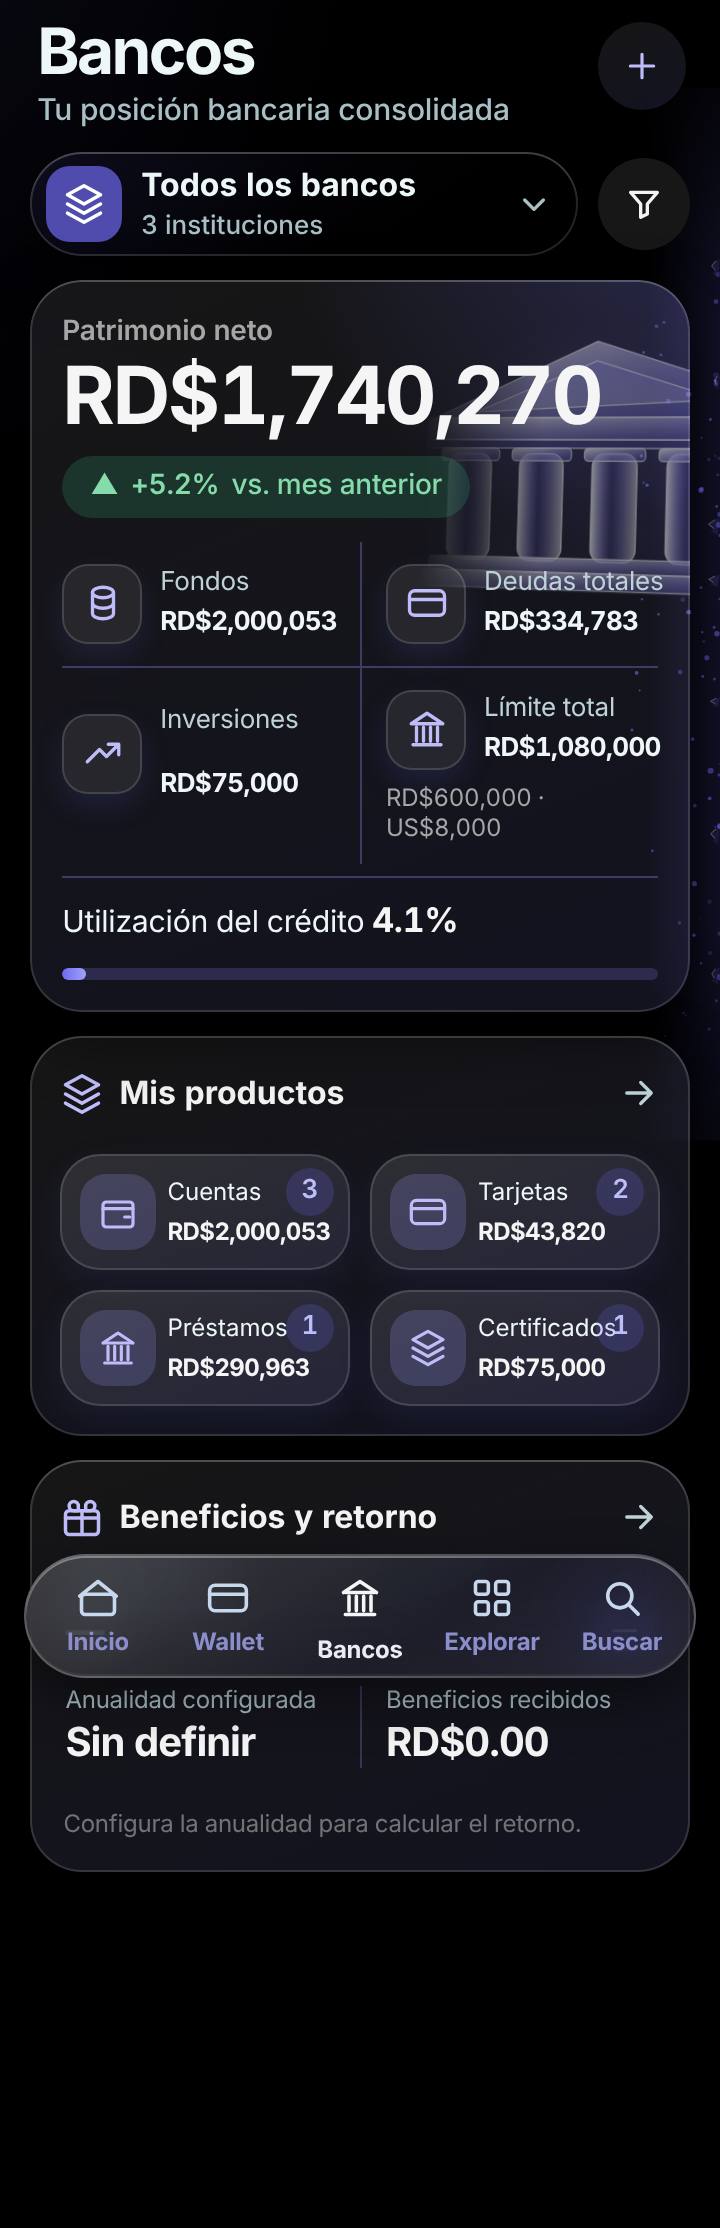 Bancos
Tu posición bancaria consolidada
Todos los bancos
3 instituciones
Patrimonio neto
RD$1,740,270
▲ +5.2% vs. mes anterior
Fondos
RD$2,000,053
Deudas totales
RD$334,783
Inversiones
RD$75,000
Límite total
RD$1,080,000
RD$600,000 ·
US$8,000
Utilización del crédito 4.1%
Mis productos
Cuentas 3
RD$2,000,053
Tarjetas 2
RD$43,820
Préstamos 1
RD$290,963
Certificados 1
RD$75,000
Beneficios y retorno
Inicio
Wallet
Bancos
Explorar
Buscar
Anualidad configurada
Sin definir
Beneficios recibidos
RD$0.00
Configura la anualidad para calcular el retorno.